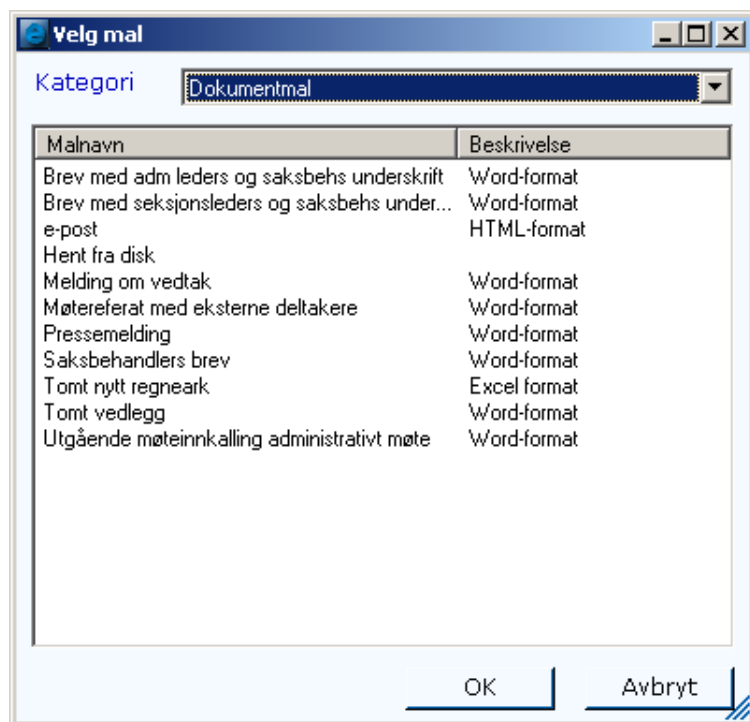 Velg mal
Kategori Dokumentmal
Malnavn Beskrivelse
Brev med adm leders og saksbehs underskrift Word-format
Brev med seksjonsleders og saksbehs under... Word-format
e-post HTML-format
Hent fra disk
Melding om vedtak Word-format
Møtereferat med eksterne deltakere Word-format
Pressemelding Word-format
Saksbehandlers brev Word-format
Tomt nytt regneark Excel format
Tomt vedlegg Word-format
Utgående møteinnkalling administrativt møte Word-format
OK Avbryt